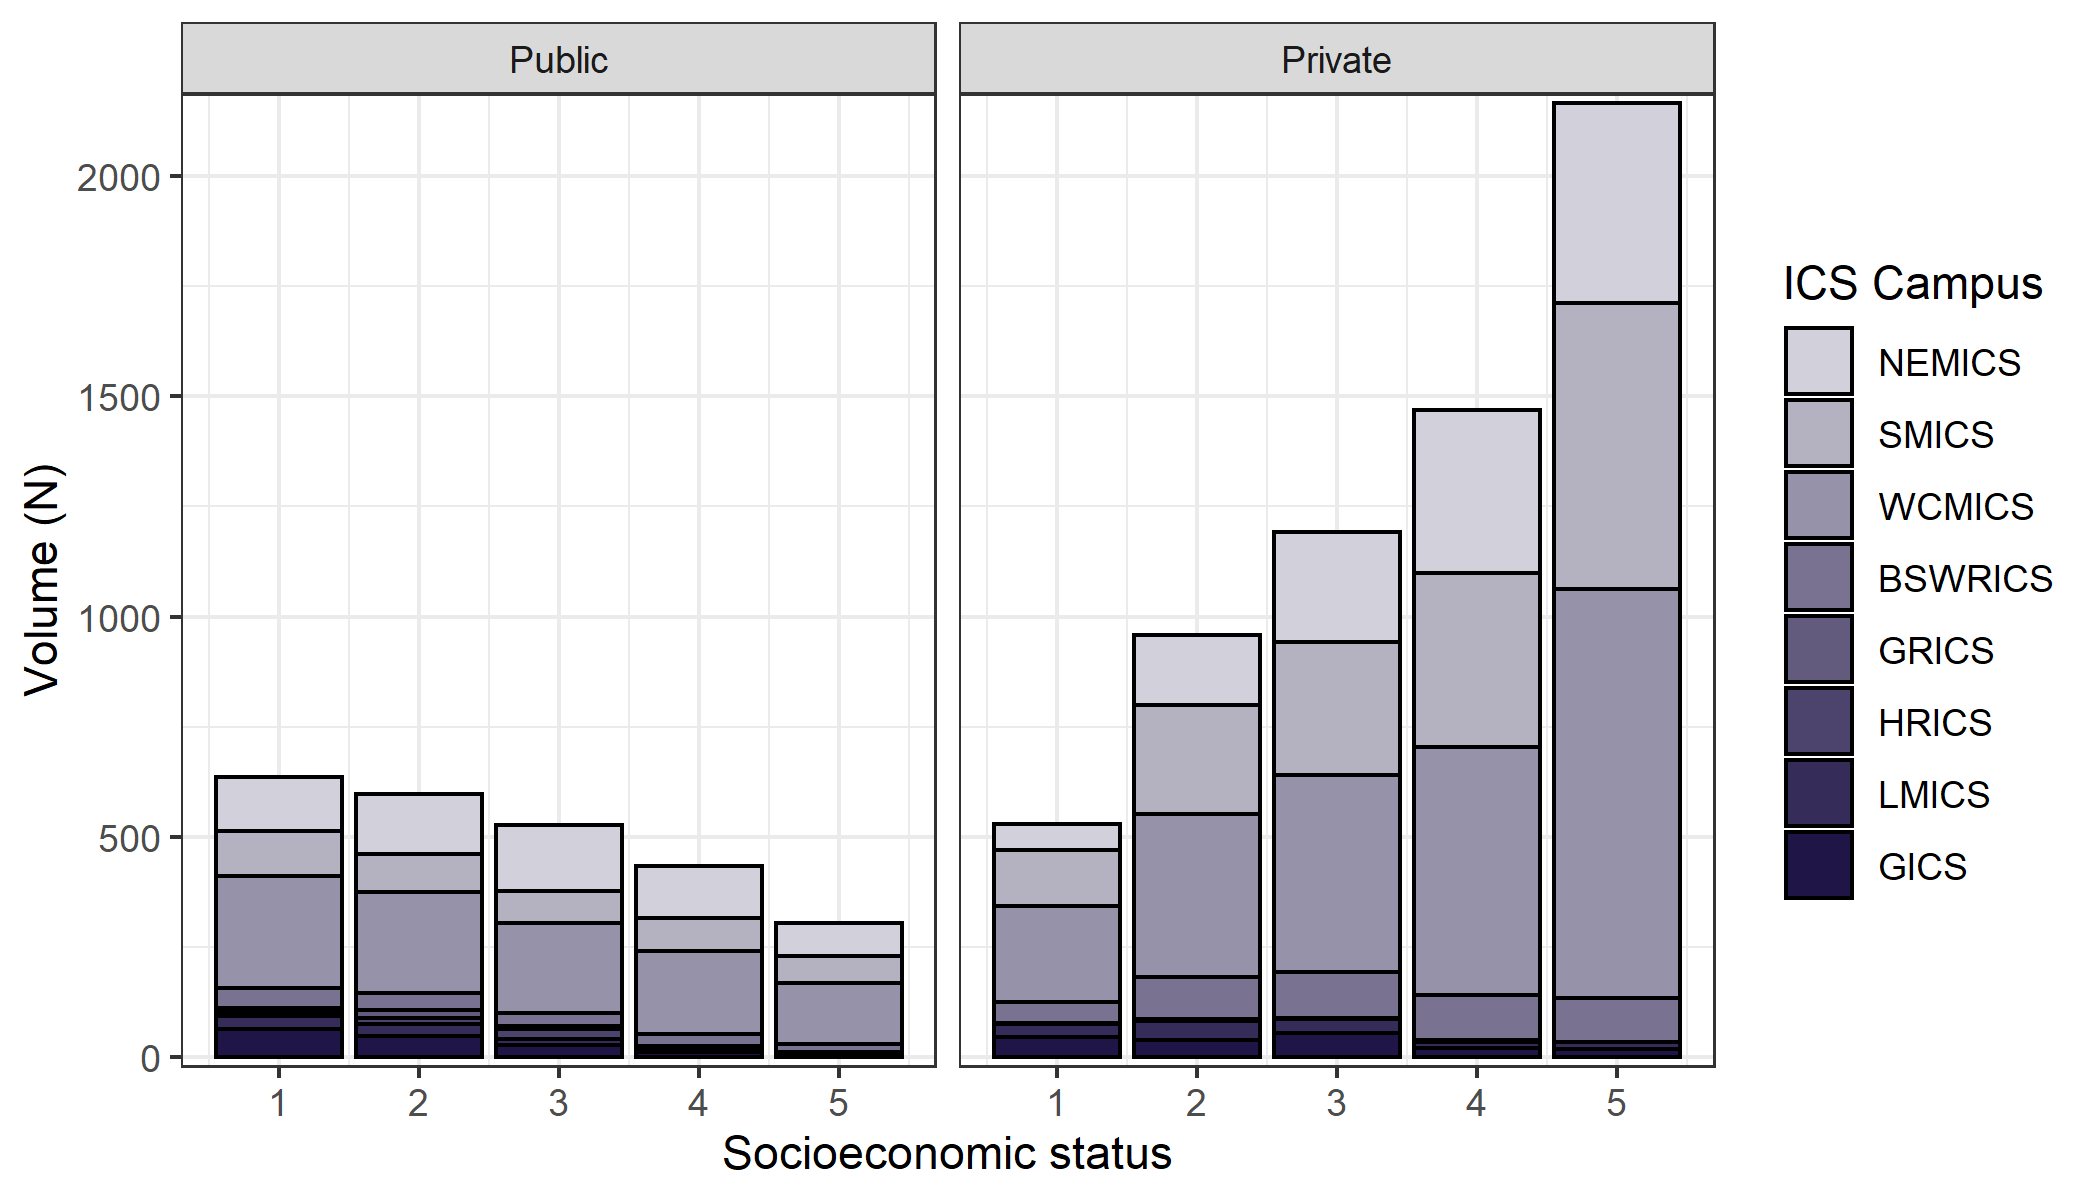 Public
Private
Volume (N)
2000
1500
1000
500
0
1 2 3 4 5
1 2 3 4 5
Socioeconomic status
ICS Campus
NEMICS
SMICS
WCMICS
BSWRICS
GRICS
HRICS
LMICS
GICS